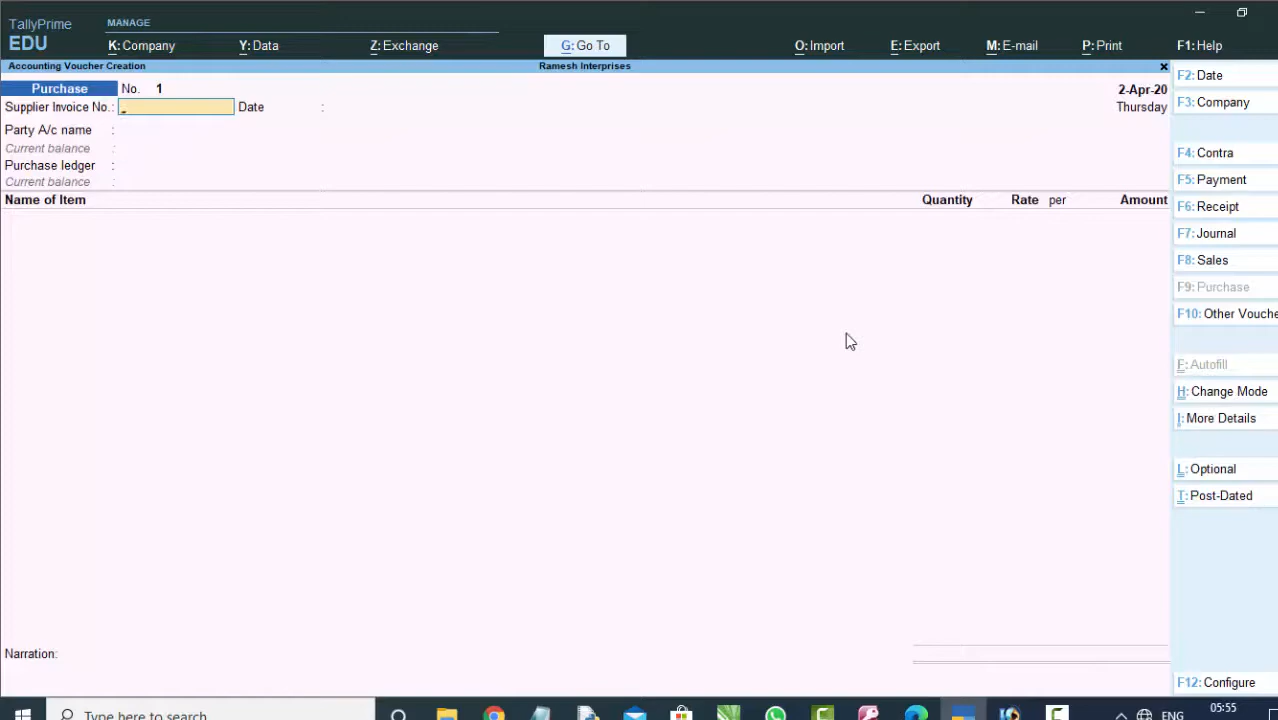 TallyPrime
EDU
MANAGE
K: Company
Y: Data
Z: Exchange
G: Go To
O: Import
E: Export
M: E-mail
P: Print
F1: Help
Accounting Voucher Creation
Ramesh Interprises
Purchase No. 1
2-Apr-20
Thursday
Supplier Invoice No.: Date :
Party A/c name :
Current balance :
Purchase ledger :
Current balance :
Name of Item Quantity Rate per Amount
Narration:
F2: Date
F3: Company
F4: Contra
F5: Payment
F6: Receipt
F7: Journal
F8: Sales
F9: Purchase
F10: Other Vouche
F: Autofill
H: Change Mode
I: More Details
L: Optional
T: Post-Dated
F12: Configure
Type here to search
ENG
05:55